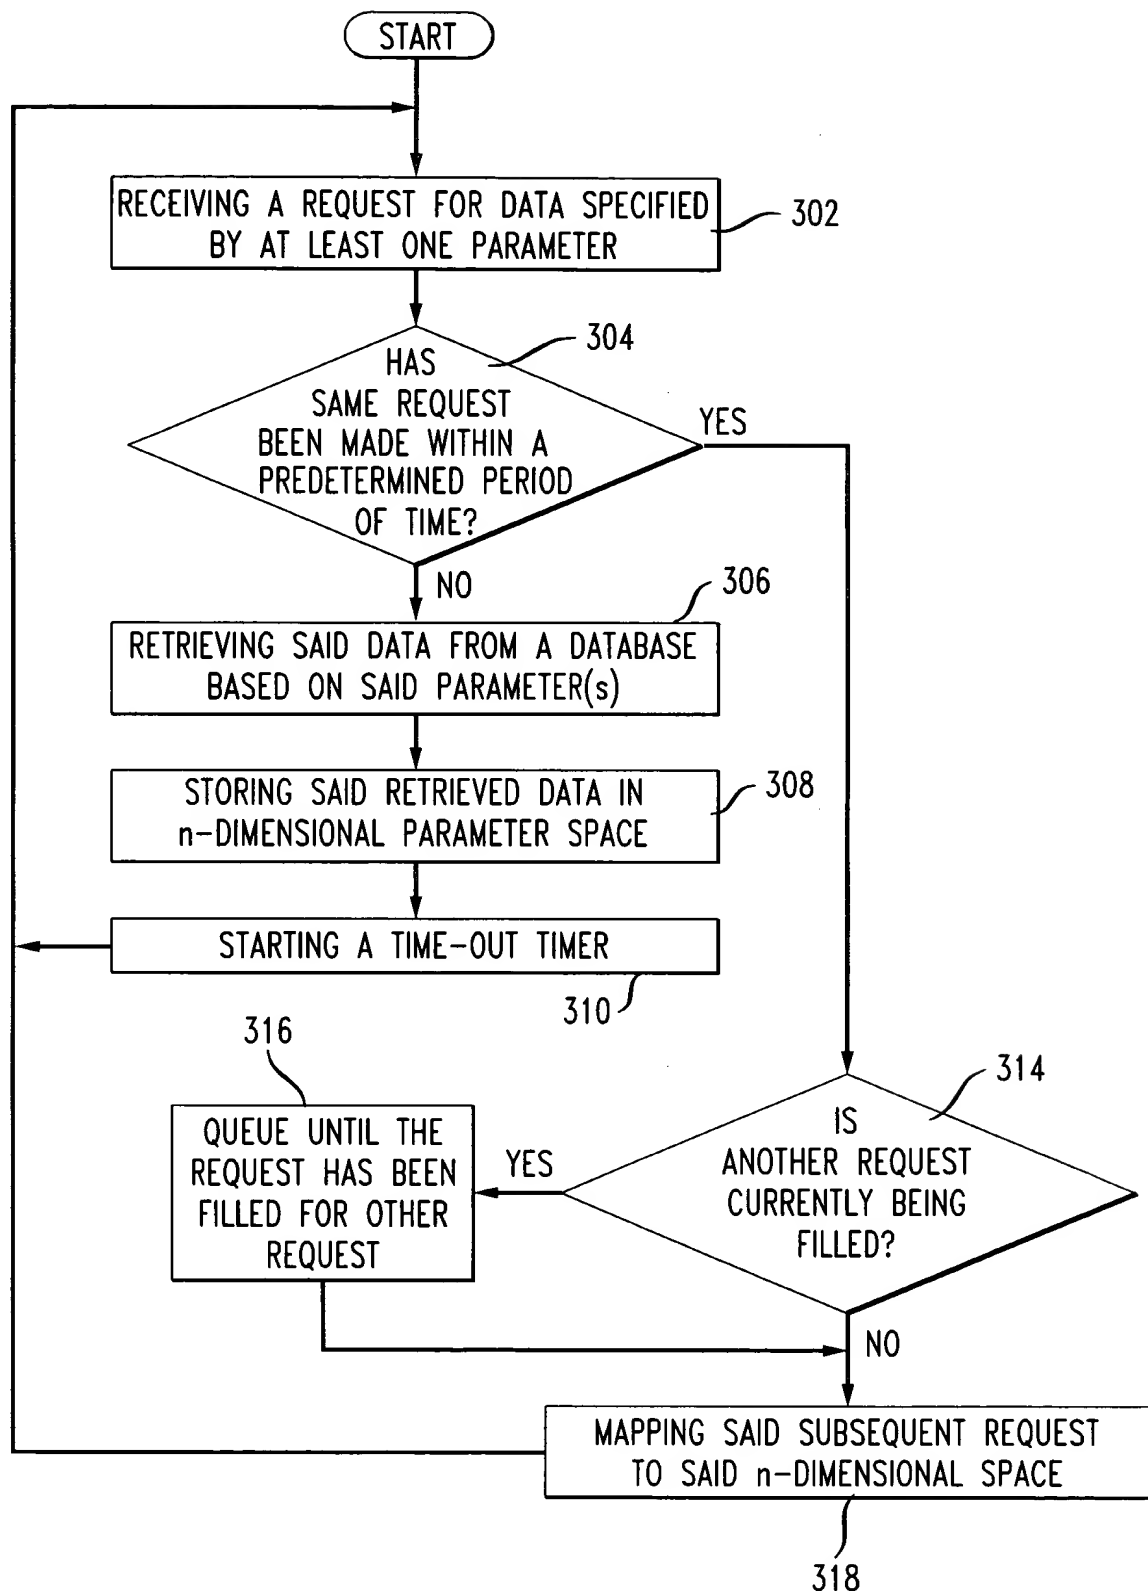 START
RECEIVING A REQUEST FOR DATA SPECIFIED
BY AT LEAST ONE PARAMETER
302
304
HAS
SAME REQUEST
BEEN MADE WITHIN A
PREDETERMINED PERIOD
OF TIME?
YES
NO
306
RETRIEVING SAID DATA FROM A DATABASE
BASED ON SAID PARAMETER(s)
STORING SAID RETRIEVED DATA IN
n-DIMENSIONAL PARAMETER SPACE
308
STARTING A TIME-OUT TIMER
310
316
QUEUE UNTIL THE
REQUEST HAS BEEN
FILLED FOR OTHER
REQUEST
YES
314
IS
ANOTHER REQUEST
CURRENTLY BEING
FILLED?
NO
MAPPING SAID SUBSEQUENT REQUEST
TO SAID n-DIMENSIONAL SPACE
318